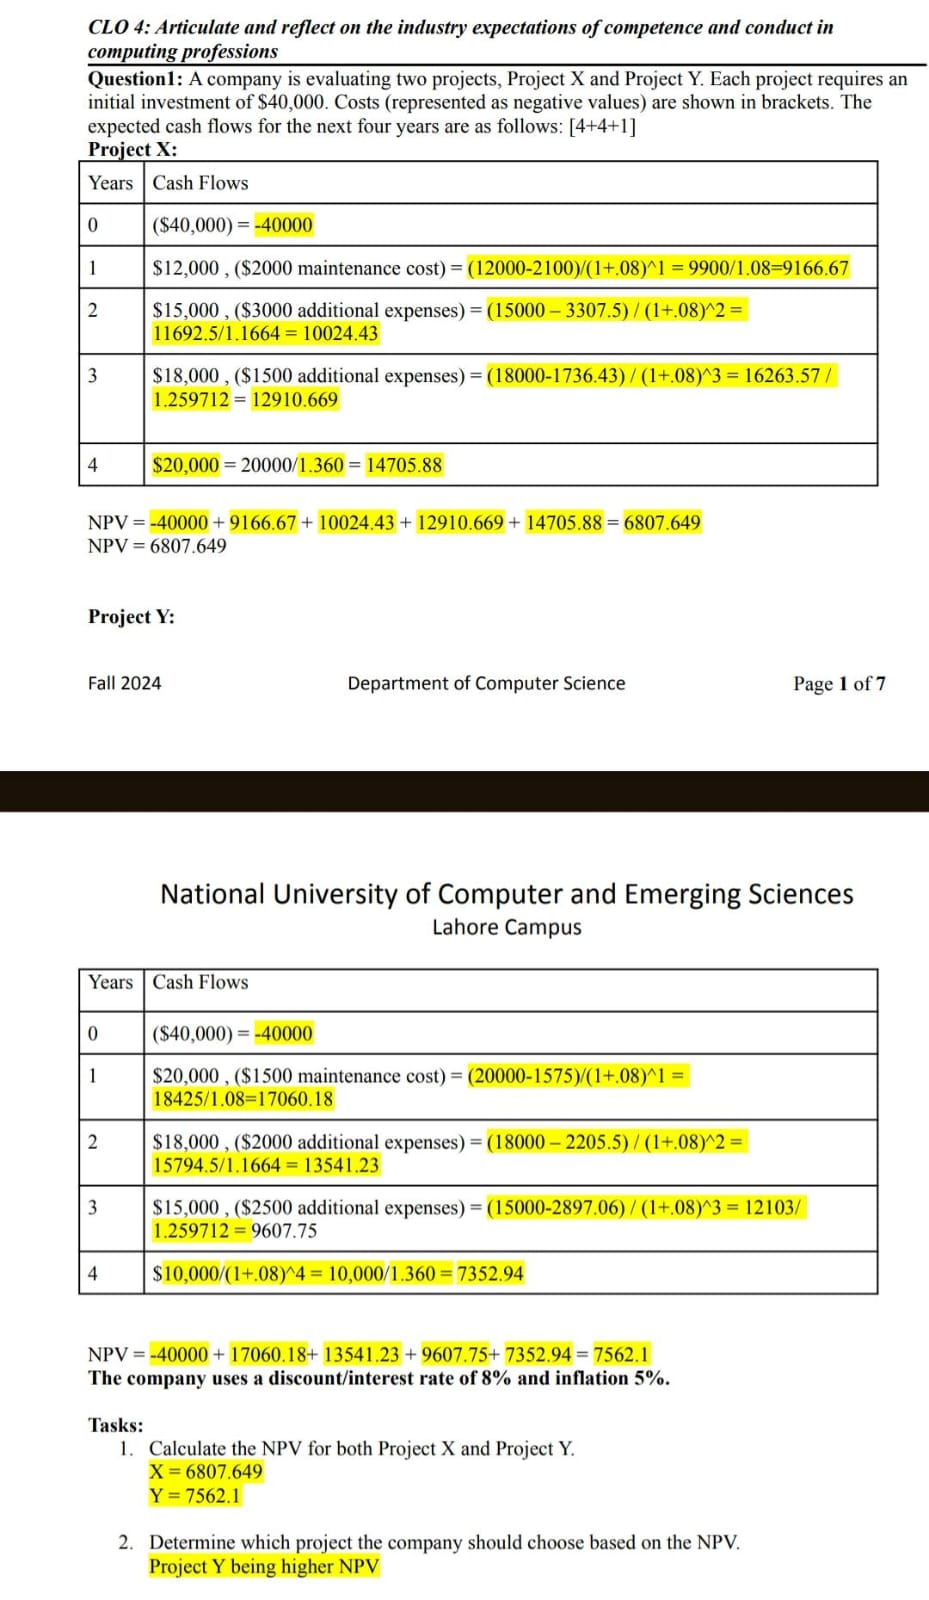 CLO 4: Articulate and reflect on the industry expectations of competence and conduct in
computing professions
Question1: A company is evaluating two projects, Project X and Project Y. Each project requires an
initial investment of $40,000. Costs (represented as negative values) are shown in brackets. The
expected cash flows for the next four years are as follows: [4+4+1]
Project X:
Years Cash Flows
0 ($40,000) = -40000
1 $12,000 , ($2000 maintenance cost) = (12000-2100)/(1+.08)^1 = 9900/1.08=9166.67
2 $15,000 , ($3000 additional expenses) = (15000 – 3307.5) / (1+.08)^2 =
11692.5/1.1664 = 10024.43
3 $18,000 , ($1500 additional expenses) = (18000-1736.43) / (1+.08)^3 = 16263.57 /
1.259712 = 12910.669
4 $20,000 = 20000/1.360 = 14705.88
NPV = -40000 + 9166.67 + 10024.43 + 12910.669 + 14705.88 = 6807.649
NPV = 6807.649
Project Y:
Fall 2024 Department of Computer Science Page 1 of 7
National University of Computer and Emerging Sciences
Lahore Campus
Years Cash Flows
0 ($40,000) = -40000
1 $20,000 , ($1500 maintenance cost) = (20000-1575)/(1+.08)^1 =
18425/1.08=17060.18
2 $18,000 , ($2000 additional expenses) = (18000 – 2205.5) / (1+.08)^2 =
15794.5/1.1664 = 13541.23
3 $15,000 , ($2500 additional expenses) = (15000-2897.06) / (1+.08)^3 = 12103/
1.259712 = 9607.75
4 $10,000/(1+.08)^4 = 10,000/1.360 = 7352.94
NPV = -40000 + 17060.18+ 13541.23 + 9607.75+ 7352.94 = 7562.1
The company uses a discount/interest rate of 8% and inflation 5%.
Tasks:
1. Calculate the NPV for both Project X and Project Y.
X = 6807.649
Y = 7562.1
2. Determine which project the company should choose based on the NPV.
Project Y being higher NPV